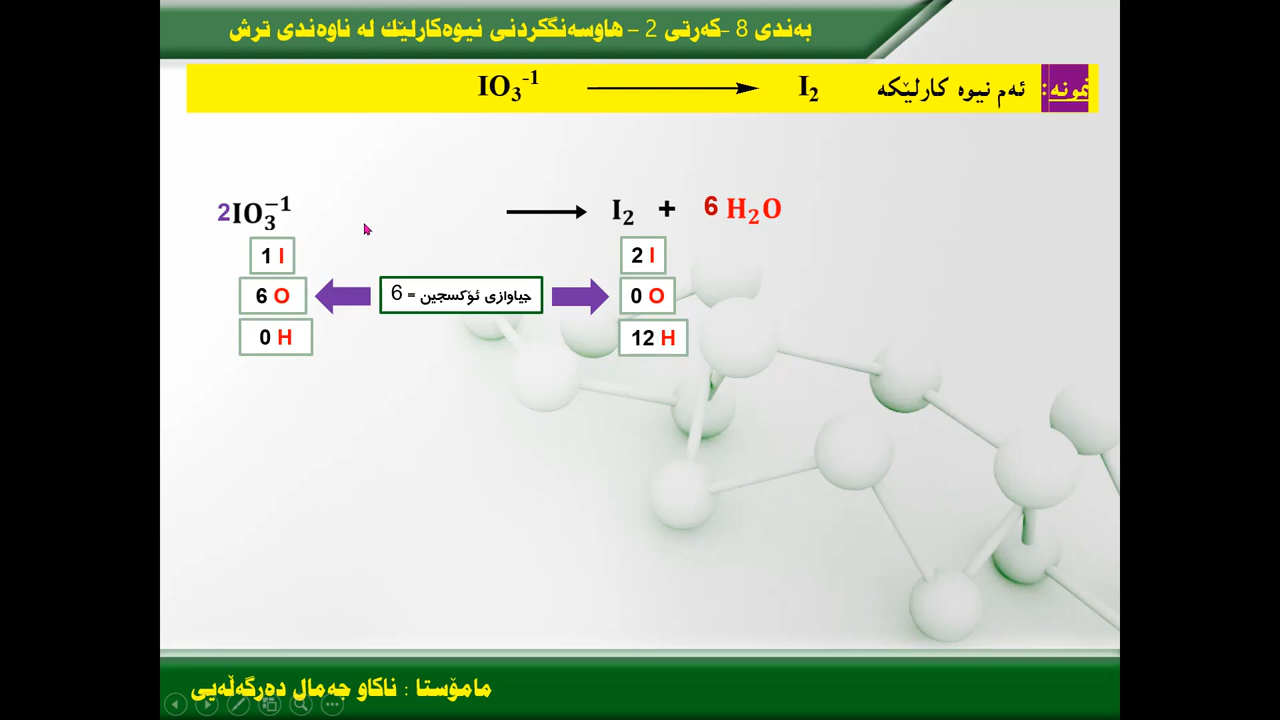 بەندی 8 -کەرتی 2 - هاوسەنگکردنی نیوەکارلێك لە ناوەندی ترش
نمونە: ئەم نیوە کارلێکە IO₃⁻¹ ⟶ I₂
2IO₃⁻¹ ⟶ I₂ + 6 H₂O
1 I 2 I
6 O جیاوازی ئۆکسجین = 6 0 O
0 H 12 H
مامۆستا : ناکاو جەمال دەرگەڵەیی